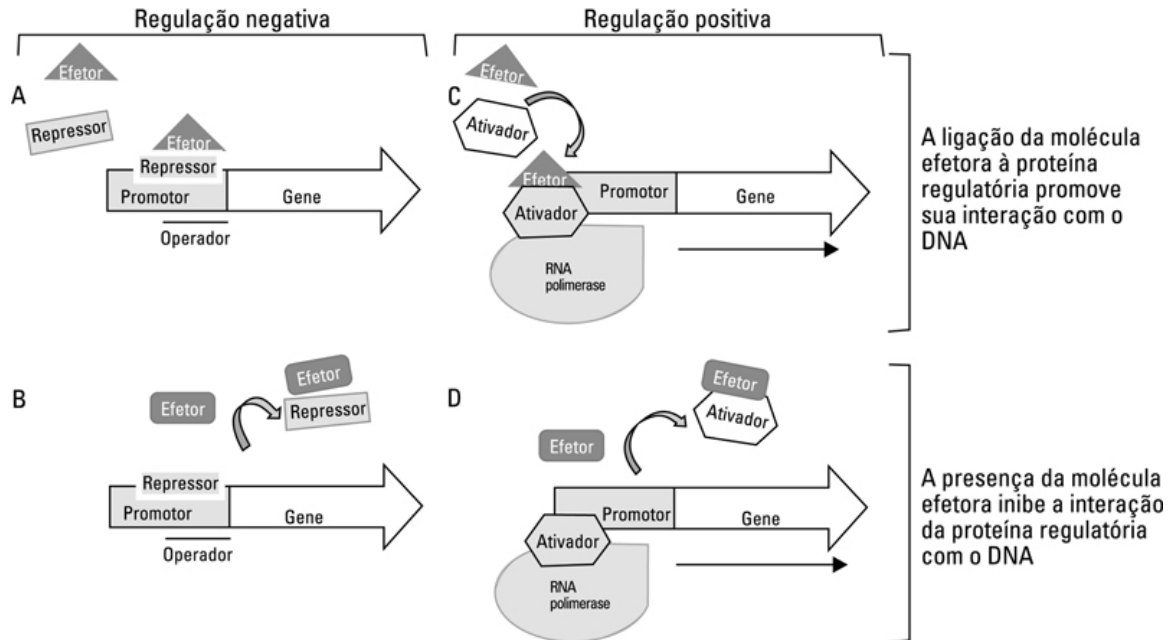 Regulação negativa
Regulação positiva
A
Efetor
Repressor
Efetor
Repressor
Promotor
Gene
Operador
C
Efetor
Ativador
Efetor
Ativador
Promotor
Gene
RNA
polimerase
A ligação da molécula
efetora à proteína
regulatória promove
sua interação com o
DNA
B
Efetor
Efetor
Repressor
Repressor
Promotor
Gene
Operador
D
Efetor
Efetor
Ativador
Promotor
Gene
Ativador
RNA
polimerase
A presença da molécula
efetora inibe a interação
da proteína regulatória
com o DNA